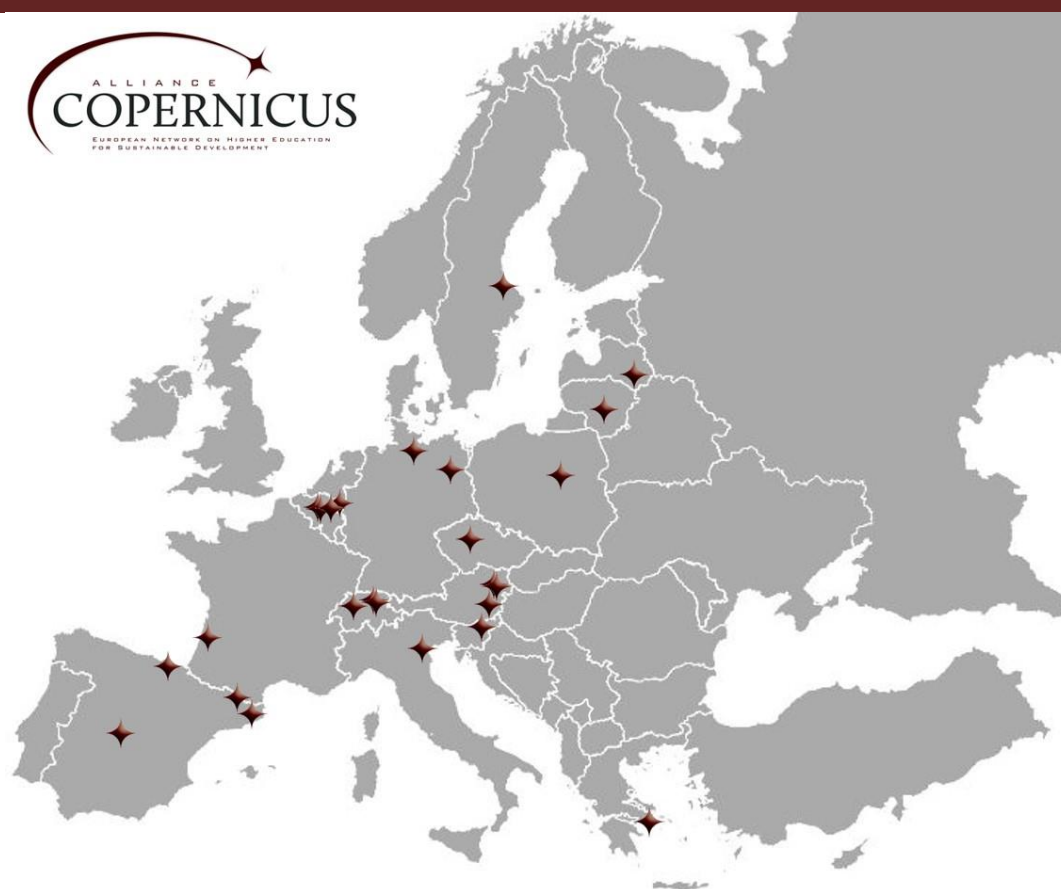 ALLIANCE
COPERNICUS
EUROPEAN NETWORK ON HIGHER EDUCATION
FOR SUSTAINABLE DEVELOPMENT